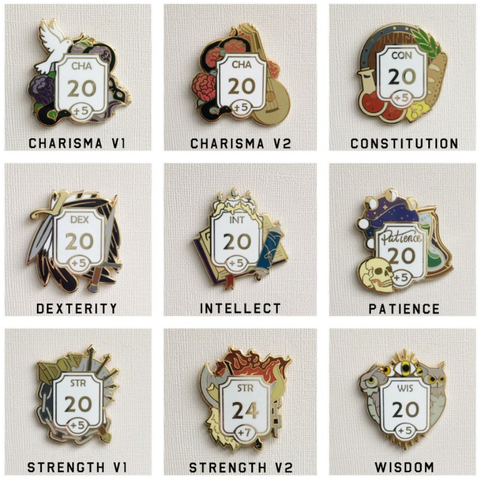 CHA
20
+5
CHARISMA V1
CHA
20
+5
CHARISMA V2
CON
20
+5
CONSTITUTION
DEX
20
+5
DEXTERITY
INT
20
+5
INTELLECT
Patience
20
+5
PATIENCE
STR
20
+5
STRENGTH V1
STR
24
+7
STRENGTH V2
WIS
20
+5
WISDOM